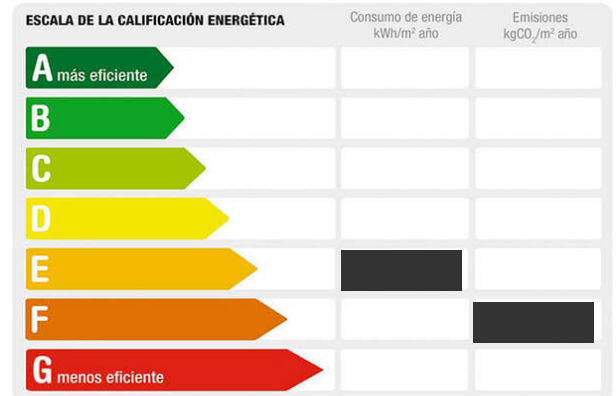 ESCALA DE LA CALIFICACIÓN ENERGÉTICA
Consumo de energía
kWh/m² año
Emisiones
kgCO₂/m² año
A más eficiente
B
C
D
E
F
G menos eficiente